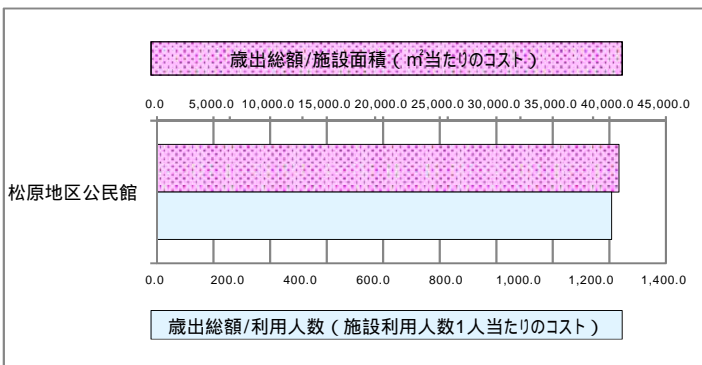 歳出総額/施設面積(㎡当たりのコスト)
0.0 5,000.0 10,000.0 15,000.0 20,000.0 25,000.0 30,000.0 35,000.0 40,000.0 45,000.0
松原地区公民館
0.0 200.0 400.0 600.0 800.0 1,000.0 1,200.0 1,400.0
歳出総額/利用人数(施設利用人数1人当たりのコスト)